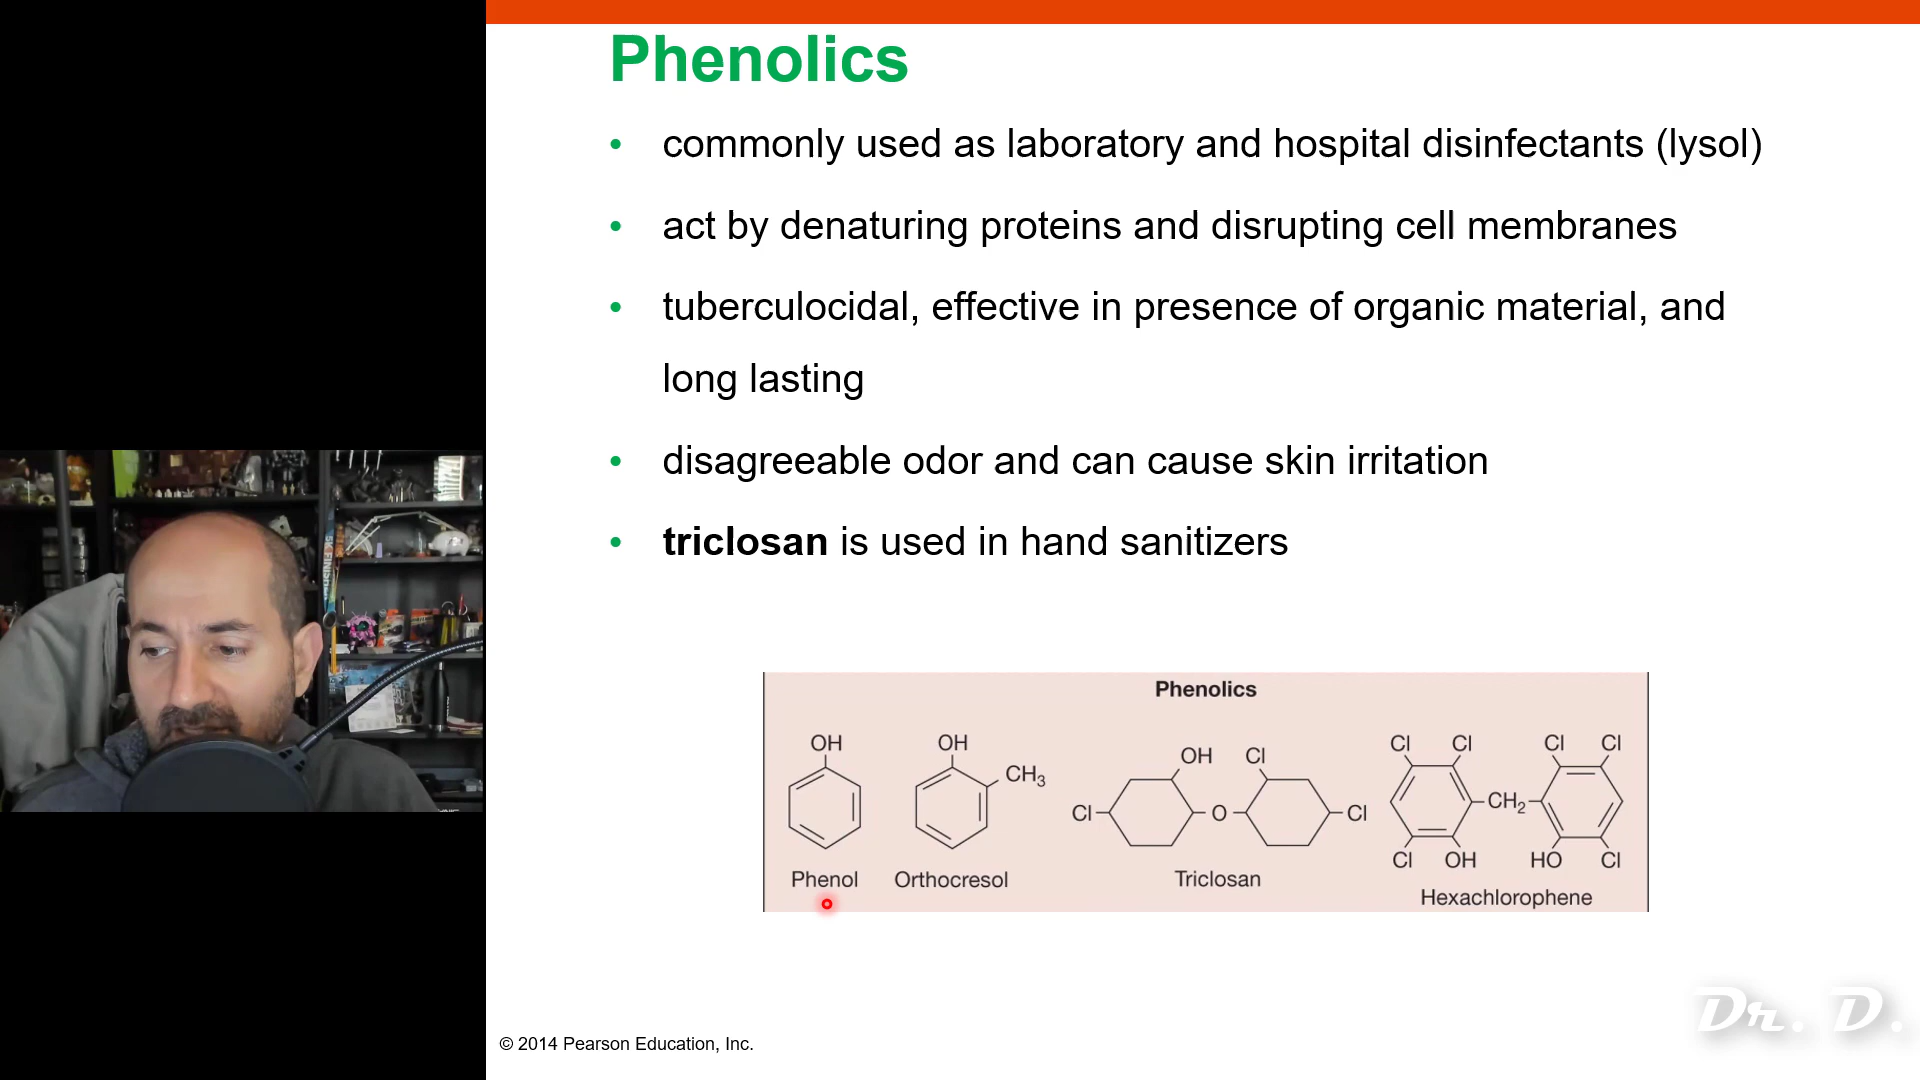 Phenolics
• commonly used as laboratory and hospital disinfectants (lysol)
• act by denaturing proteins and disrupting cell membranes
• tuberculocidal, effective in presence of organic material, and
long lasting
• disagreeable odor and can cause skin irritation
• triclosan is used in hand sanitizers
Phenolics
OH
Phenol
OH
CH₃
Orthocresol
OH Cl
Cl O Cl
Triclosan
Cl Cl Cl Cl
CH₂
Cl OH HO Cl
Hexachlorophene
© 2014 Pearson Education, Inc.
Dr. D.